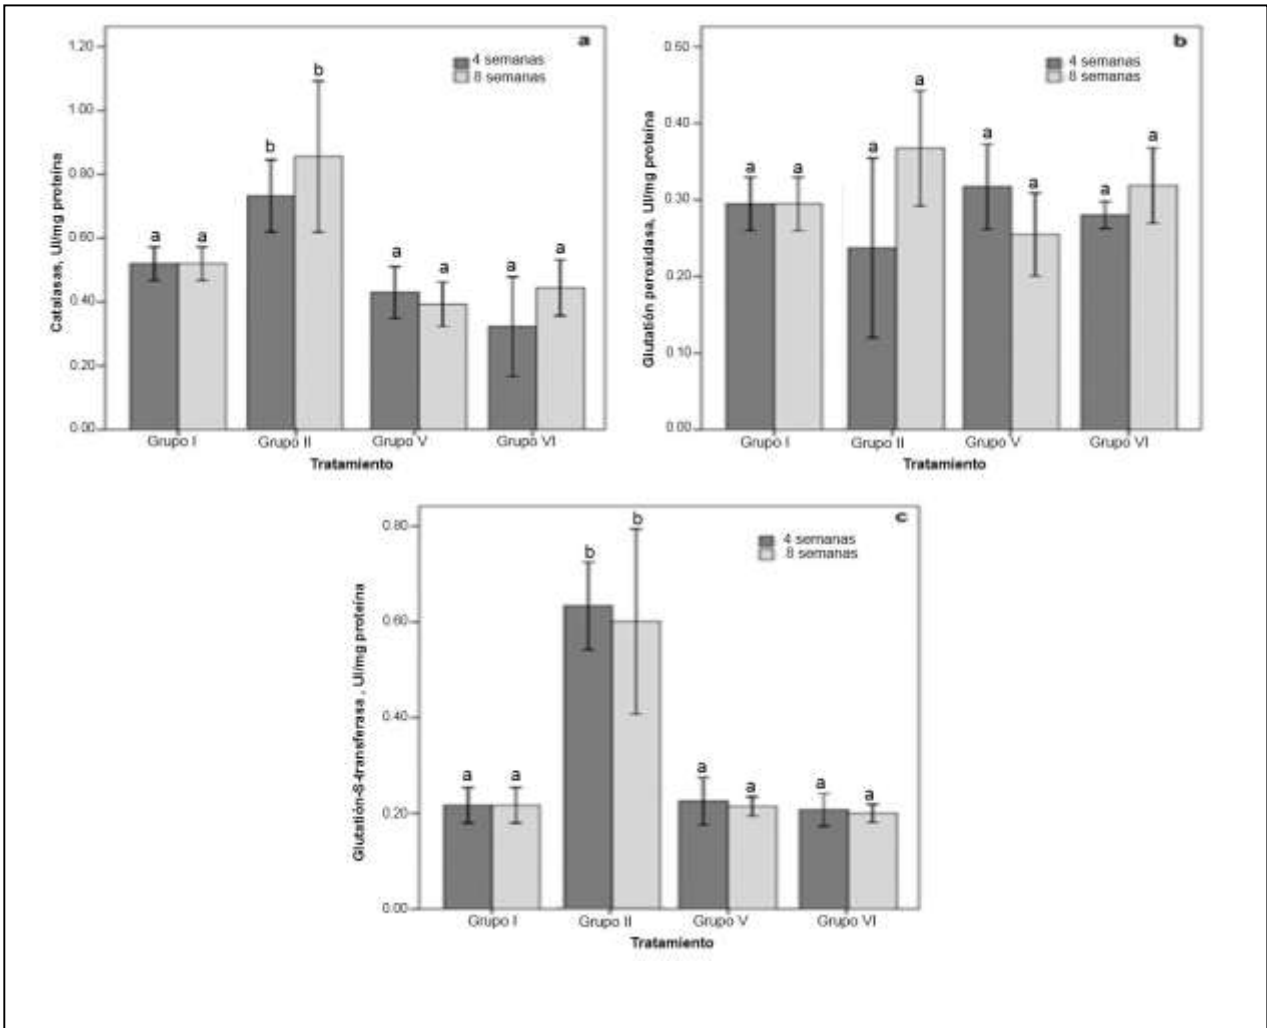 a
4 semanas
8 semanas
1.20
1.00
0.80
0.60
0.40
0.20
0.00
Catalasas, UI/mg proteína
a
a
b
b
a
a
a
a
Grupo I
Grupo II
Grupo V
Grupo VI
Tratamiento
b
4 semanas
8 semanas
0.50
0.40
0.30
0.20
0.10
0.00
Glutatión peroxidasa, UI/mg proteína
a
a
a
a
a
a
a
a
Grupo I
Grupo II
Grupo V
Grupo VI
Tratamiento
c
4 semanas
8 semanas
0.80
0.60
0.40
0.20
0.00
Glutatión-S-transferasa , UI/mg proteína
a
a
b
b
a
a
a
a
Grupo I
Grupo II
Grupo V
Grupo VI
Tratamiento